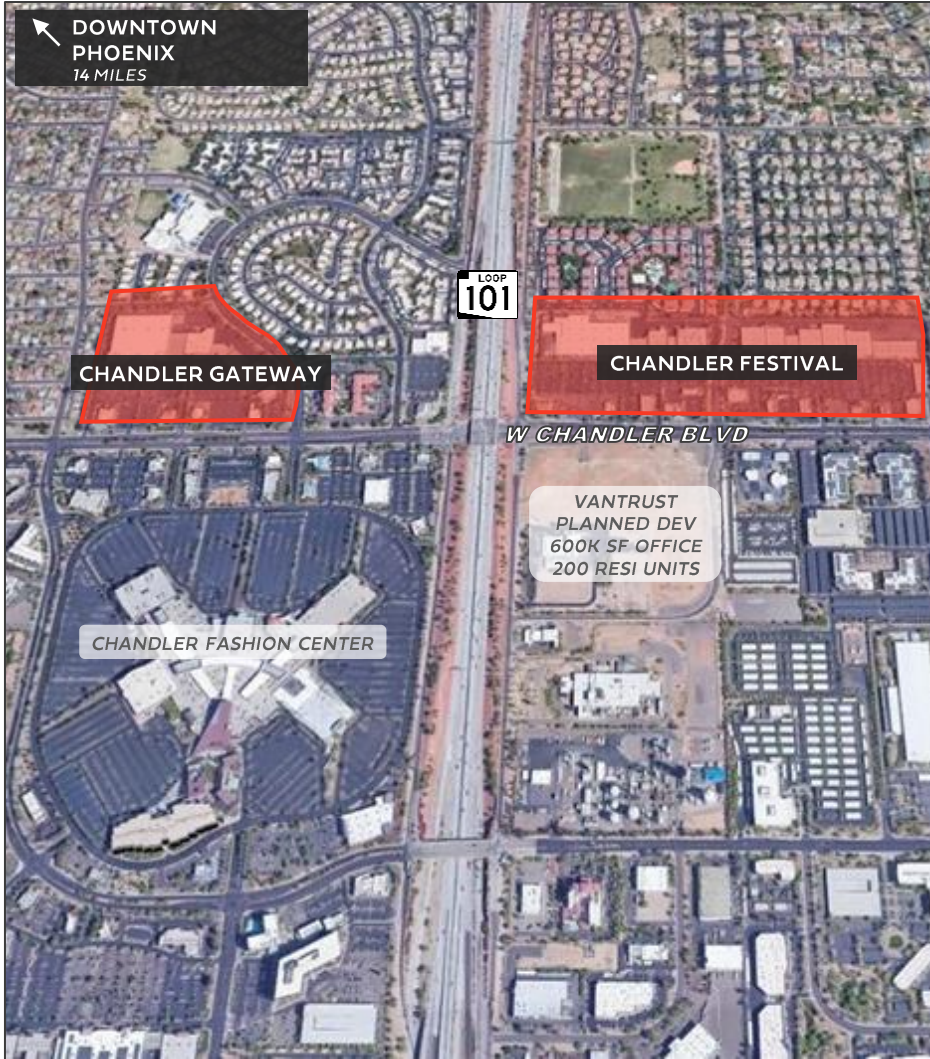 DOWNTOWN
PHOENIX
14 MILES
LOOP
101
CHANDLER GATEWAY
CHANDLER FESTIVAL
W CHANDLER BLVD
VANTRUST
PLANNED DEV
600K SF OFFICE
200 RESI UNITS
CHANDLER FASHION CENTER